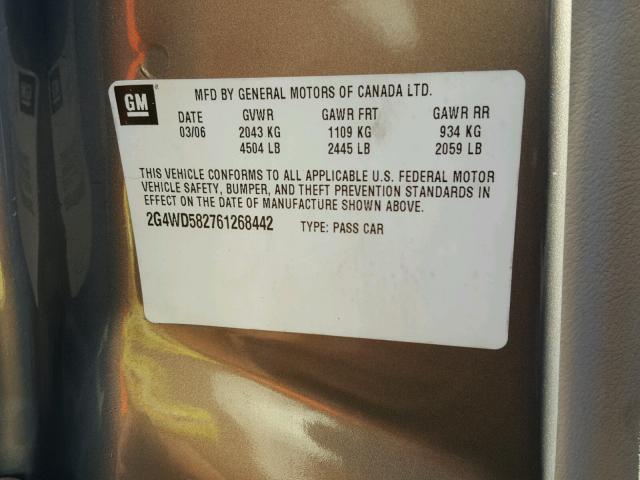 GM
GM ® MFD BY GENERAL MOTORS OF CANADA LTD.
DATE GVWR GAWR FRT GAWR RR
03/06 2043 KG 1109 KG 934 KG
4504 LB 2445 LB 2059 LB
THIS VEHICLE CONFORMS TO ALL APPLICABLE U.S. FEDERAL MOTOR
VEHICLE SAFETY, BUMPER, AND THEFT PREVENTION STANDARDS IN
EFFECT ON THE DATE OF MANUFACTURE SHOWN ABOVE.
2G4WD582761268442 TYPE: PASS CAR